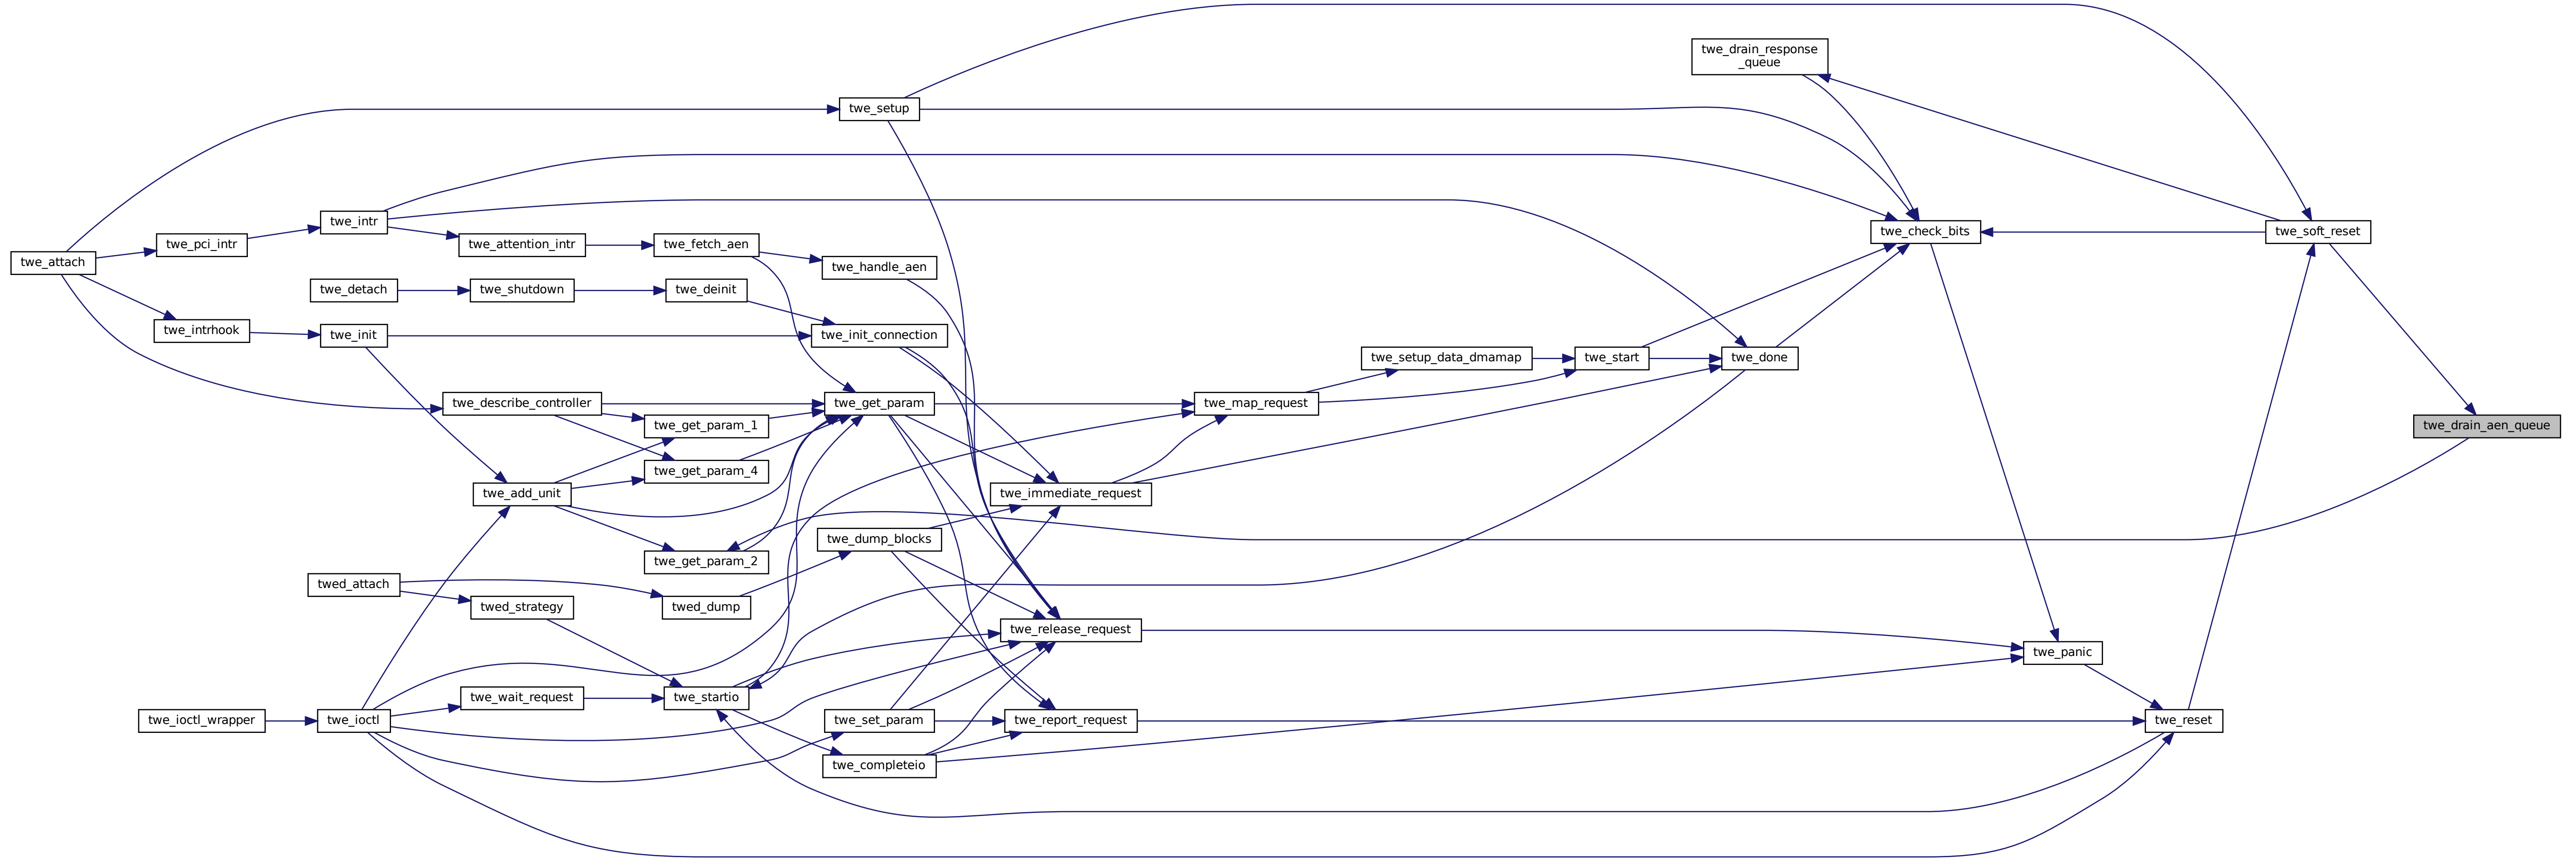 twe_drain_response
_queue
twe_setup
twe_intr
twe_check_bits
twe_soft_reset
twe_pci_intr
twe_attention_intr
twe_fetch_aen
twe_attach
twe_handle_aen
twe_detach
twe_shutdown
twe_deinit
twe_intrhook
twe_init
twe_init_connection
twe_setup_data_dmamap
twe_start
twe_done
twe_describe_controller
twe_get_param
twe_map_request
twe_get_param_1
twe_drain_aen_queue
twe_get_param_4
twe_add_unit
twe_immediate_request
twe_dump_blocks
twe_get_param_2
twed_attach
twed_strategy
twed_dump
twe_release_request
twe_panic
twe_wait_request
twe_startio
twe_ioctl_wrapper
twe_ioctl
twe_set_param
twe_report_request
twe_reset
twe_completeio